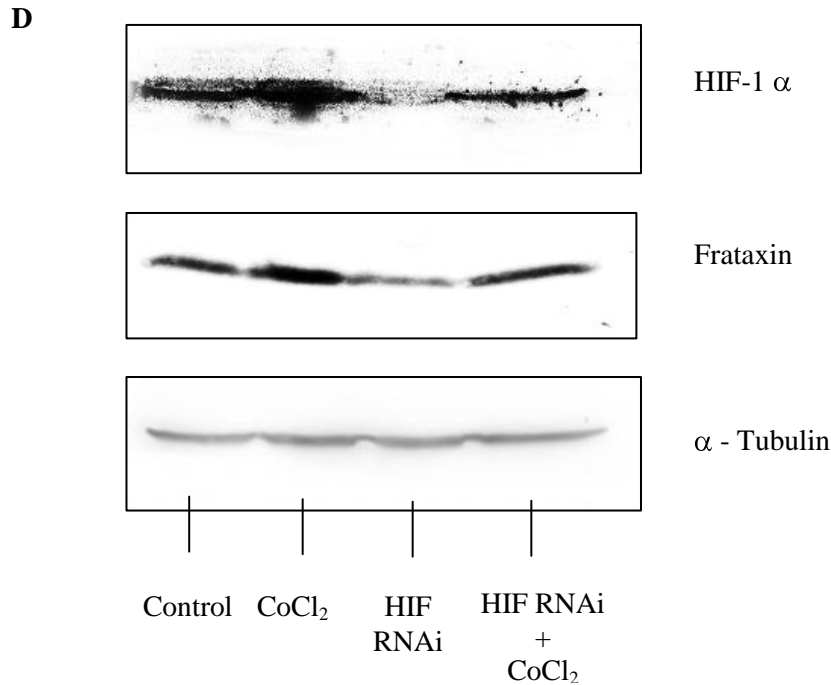 D
HIF-1 α
Frataxin
α - Tubulin
Control CoCl₂ HIF RNAi HIF RNAi + CoCl₂